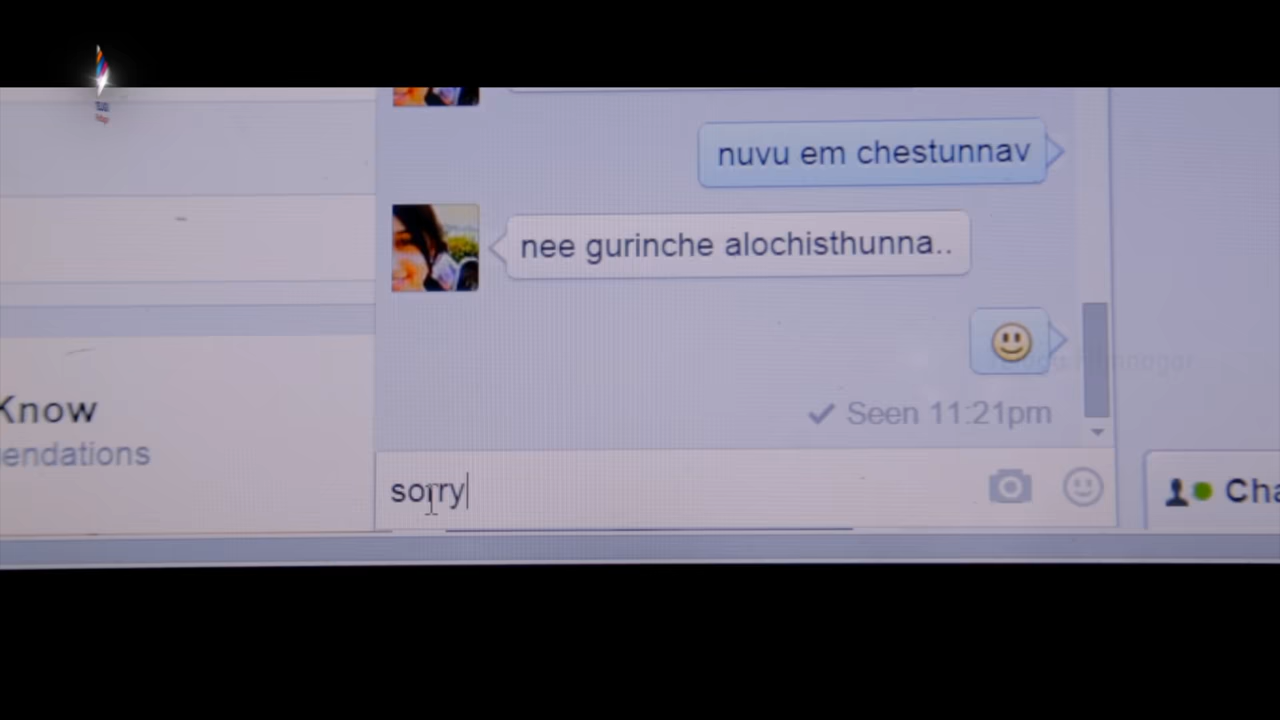 nuvu em chestunnav
nee gurinche alochisthunna..
Seen 11:21pm
Know
endations
sorry
Cha